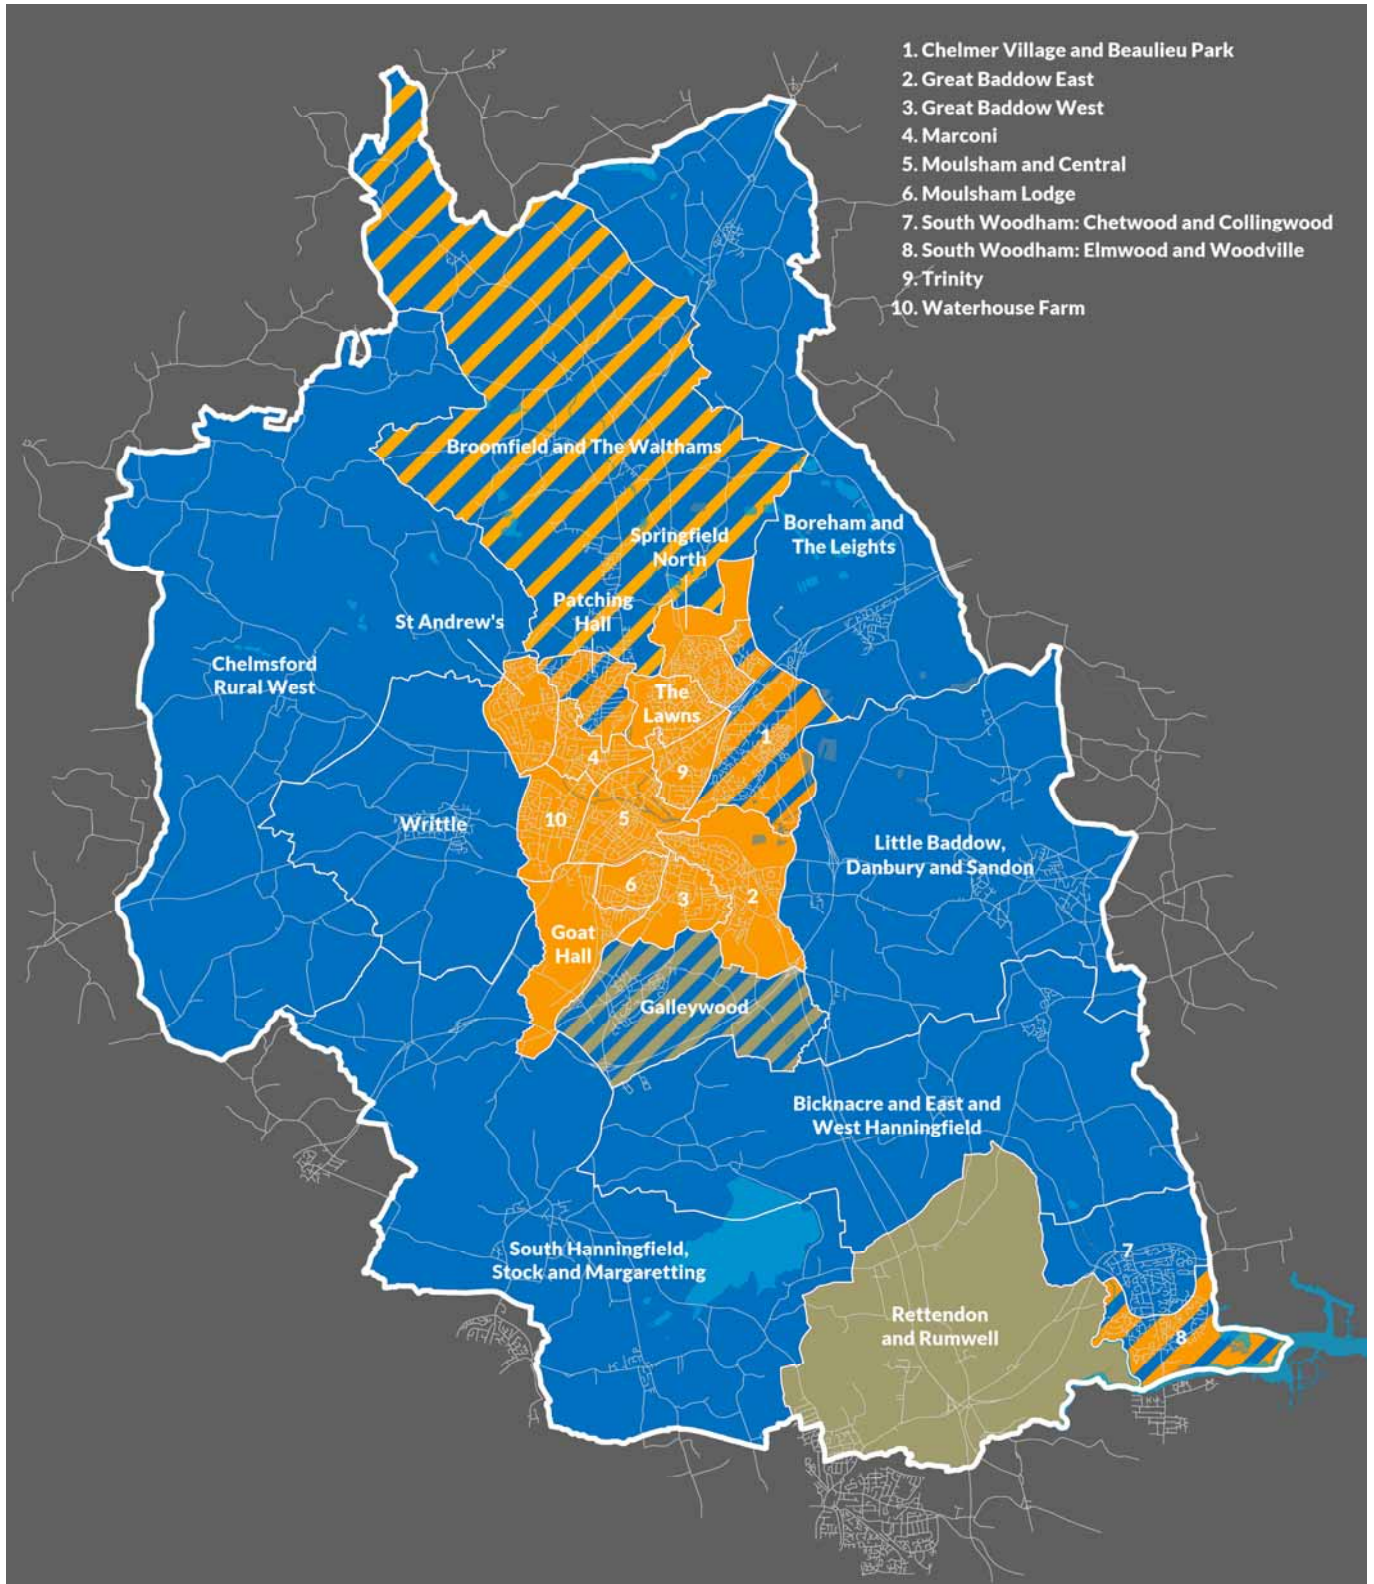 1. Chelmer Village and Beaulieu Park
2. Great Baddow East
3. Great Baddow West
4. Marconi
5. Moulsham and Central
6. Moulsham Lodge
7. South Woodham: Chetwood and Collingwood
8. South Woodham: Elmwood and Woodville
9. Trinity
10. Waterhouse Farm
Broomfield and The Walthams
Springfield
North
Boreham and
The Leights
Patching
Hall
St Andrew's
Chelmsford
Rural West
The
Lawns
1
4
9
Writtle
10
5
Little Baddow,
Danbury and Sandon
6
3
2
Goat
Hall
Galleywood
Bicknacre and East and
West Hanningfield
South Hanningfield,
Stock and Margaretting
7
Rettendon
and Rumwell
8